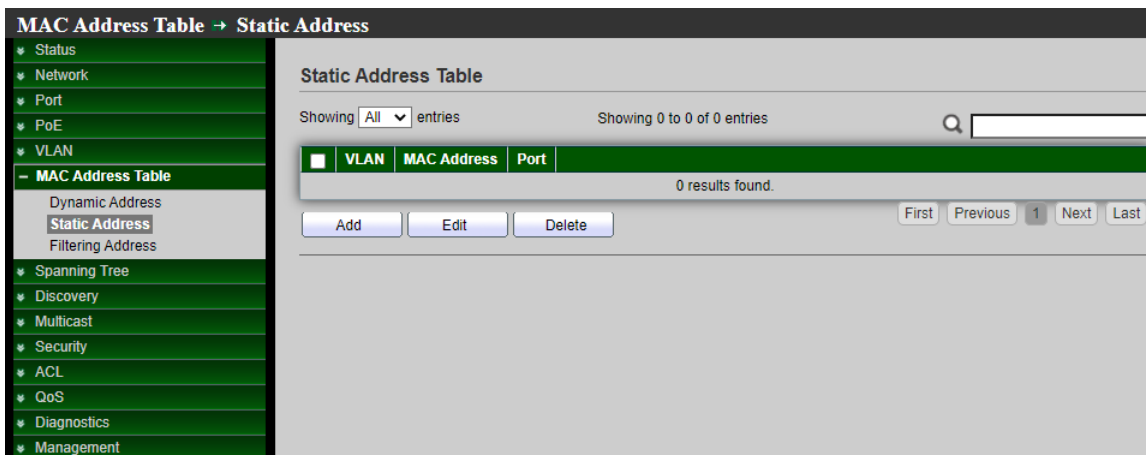 MAC Address Table → Static Address
Status
Network
Port
PoE
VLAN
MAC Address Table
Dynamic Address
Static Address
Filtering Address
Spanning Tree
Discovery
Multicast
Security
ACL
QoS
Diagnostics
Management
Static Address Table
Showing All entries Showing 0 to 0 of 0 entries
VLAN MAC Address Port
0 results found.
Add Edit Delete First Previous 1 Next Last